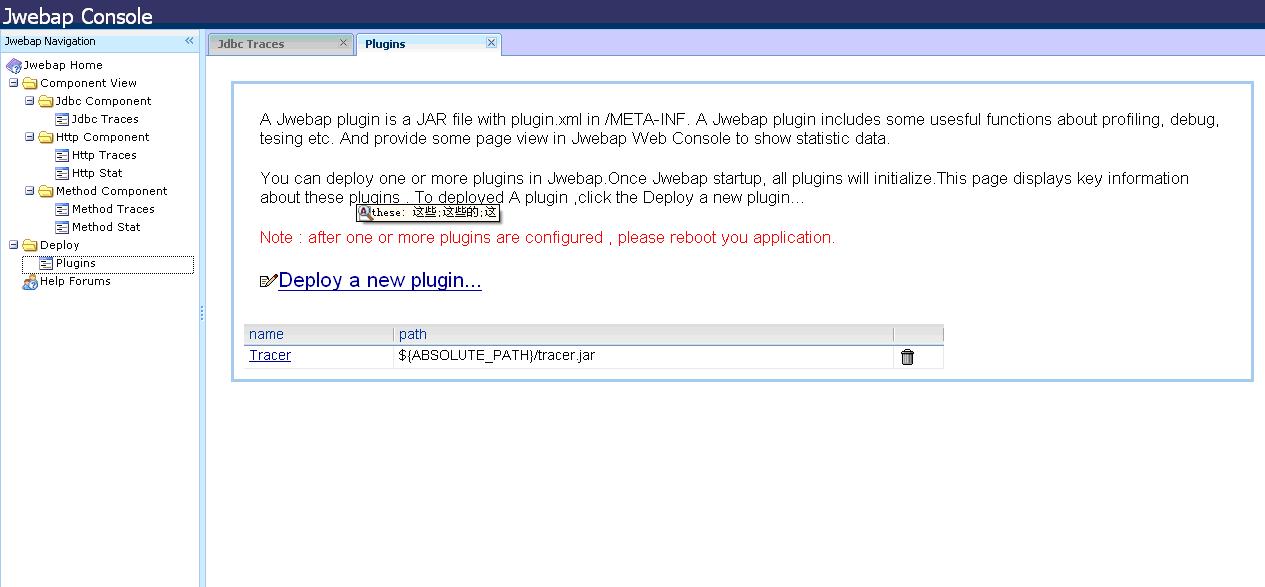 Jwebap Console
Jwebap Navigation
Jwebap Home
Component View
Jdbc Component
Jdbc Traces
Http Component
Http Traces
Http Stat
Method Component
Method Traces
Method Stat
Deploy
Plugins
Help Forums
Jdbc Traces
Plugins
A Jwebap plugin is a JAR file with plugin.xml in /META-INF. A Jwebap plugin includes some usesful functions about profiling, debug,
tesing etc. And provide some page view in Jwebap Web Console to show statistic data.
You can deploy one or more plugins in Jwebap.Once Jwebap startup, all plugins will initialize.This page displays key information
about these plugins . To deployed A plugin ,click the Deploy a new plugin...
these: 这些;这些的;这
Note : after one or more plugins are configured , please reboot you application.
Deploy a new plugin...
name path
Tracer ${ABSOLUTE_PATH}/tracer.jar